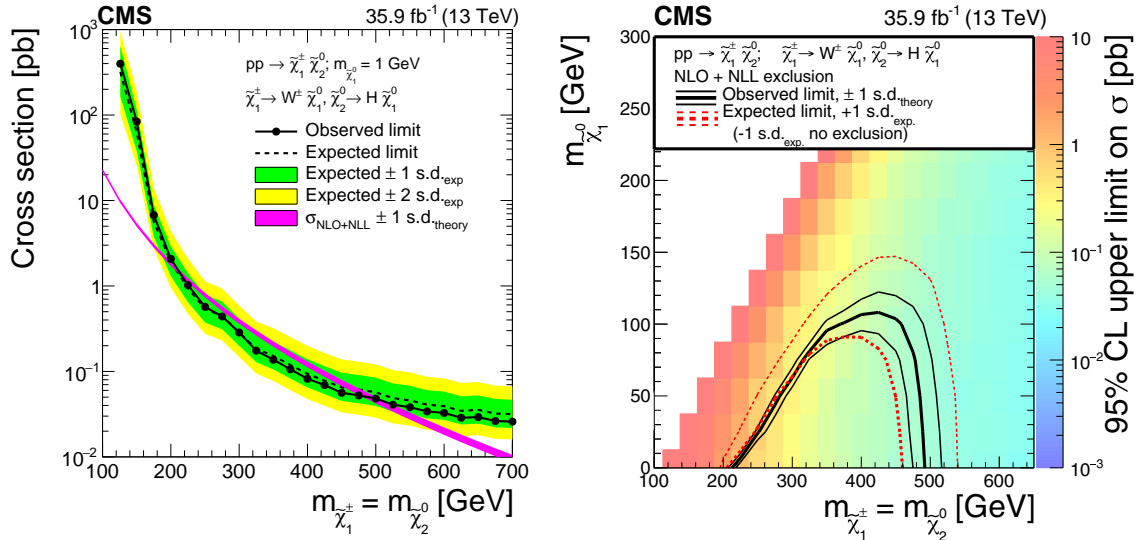 CMS
35.9 fb⁻¹ (13 TeV)
Cross section [pb]
10³
10²
10
1
10⁻¹
10⁻²
pp → χ̃₁± χ̃₂⁰; m_χ̃₁⁰ = 1 GeV
χ̃₁± → W± χ̃₁⁰, χ̃₂⁰ → H χ̃₁⁰
Observed limit
Expected limit
Expected ± 1 s.d.exp
Expected ± 2 s.d.exp
σNLO+NLL ± 1 s.d.theory
100 200 300 400 500 600 700
m_χ̃₁± = m_χ̃₂⁰ [GeV]
CMS
35.9 fb⁻¹ (13 TeV)
m_χ̃₁⁰ [GeV]
300
250
200
150
100
50
0
pp → χ̃₁± χ̃₂⁰; χ̃₁± → W± χ̃₁⁰, χ̃₂⁰ → H χ̃₁⁰
NLO + NLL exclusion
Observed limit, ± 1 s.d.theory
Expected limit, +1 s.d.exp.
(-1 s.d.exp. no exclusion)
100 200 300 400 500 600
m_χ̃₁± = m_χ̃₂⁰ [GeV]
10
1
10⁻¹
10⁻²
10⁻³
95% CL upper limit on σ [pb]